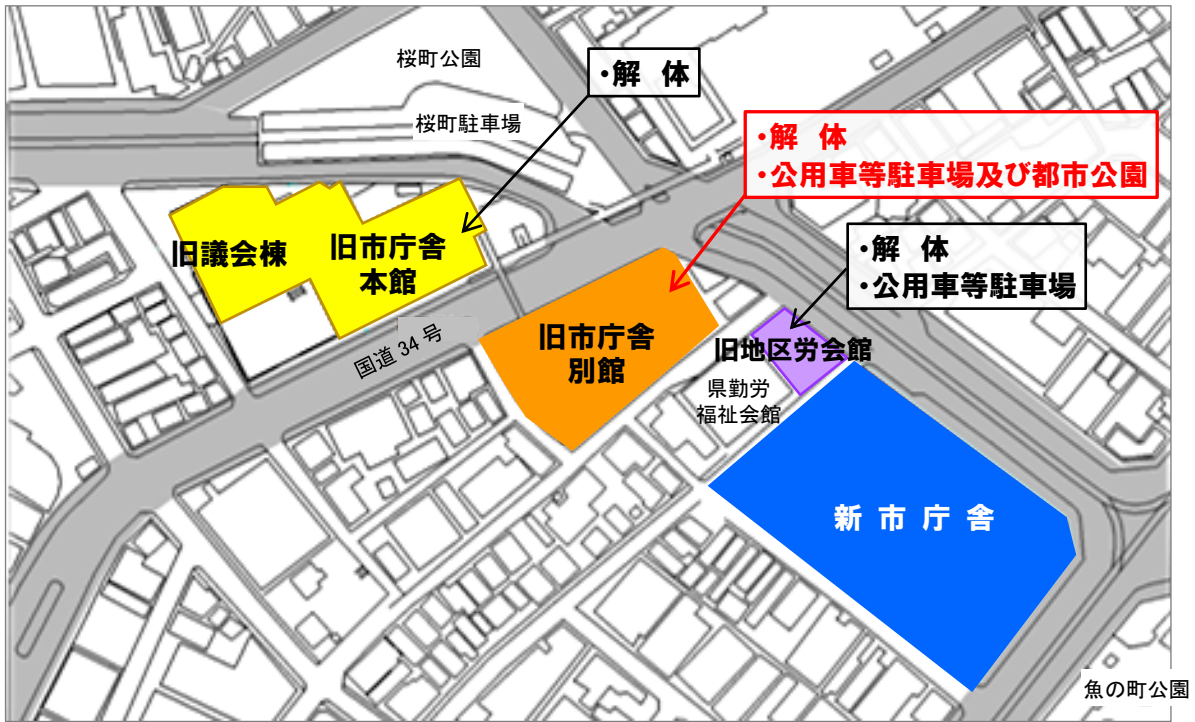 桜町公園
・解 体
桜町駐車場
・解 体
・公用車等駐車場及び都市公園
旧議会棟
旧市庁舎
本館
・解 体
・公用車等駐車場
国道34号
旧市庁舎
別館
旧地区労会館
県勤労
福祉会館
新市庁舎
魚の町公園